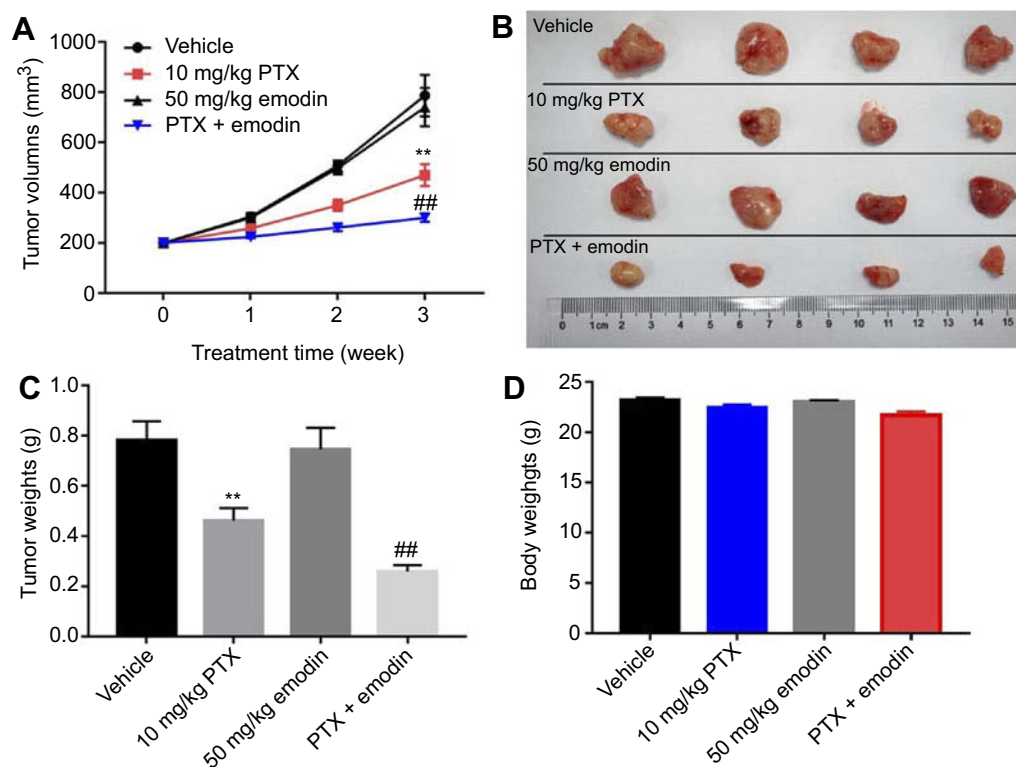 A
Tumor volumns (mm³)
1000
800
600
400
200
0
Vehicle
10 mg/kg PTX
50 mg/kg emodin
PTX + emodin
**
##
0 1 2 3
Treatment time (week)
B
Vehicle
10 mg/kg PTX
50 mg/kg emodin
PTX + emodin
0 1 cm 2 3 4 5 6 7 8 9 10 11 12 13 14 15
C
Tumor weights (g)
1.0
0.8
0.6
0.4
0.2
0.0
**
##
Vehicle
10 mg/kg PTX
50 mg/kg emodin
PTX + emodin
D
Body weighgts (g)
25
20
15
10
5
0
Vehicle
10 mg/kg PTX
50 mg/kg emodin
PTX + emodin